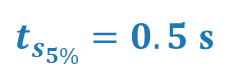 t_{s_{5%}} = 0.5 s